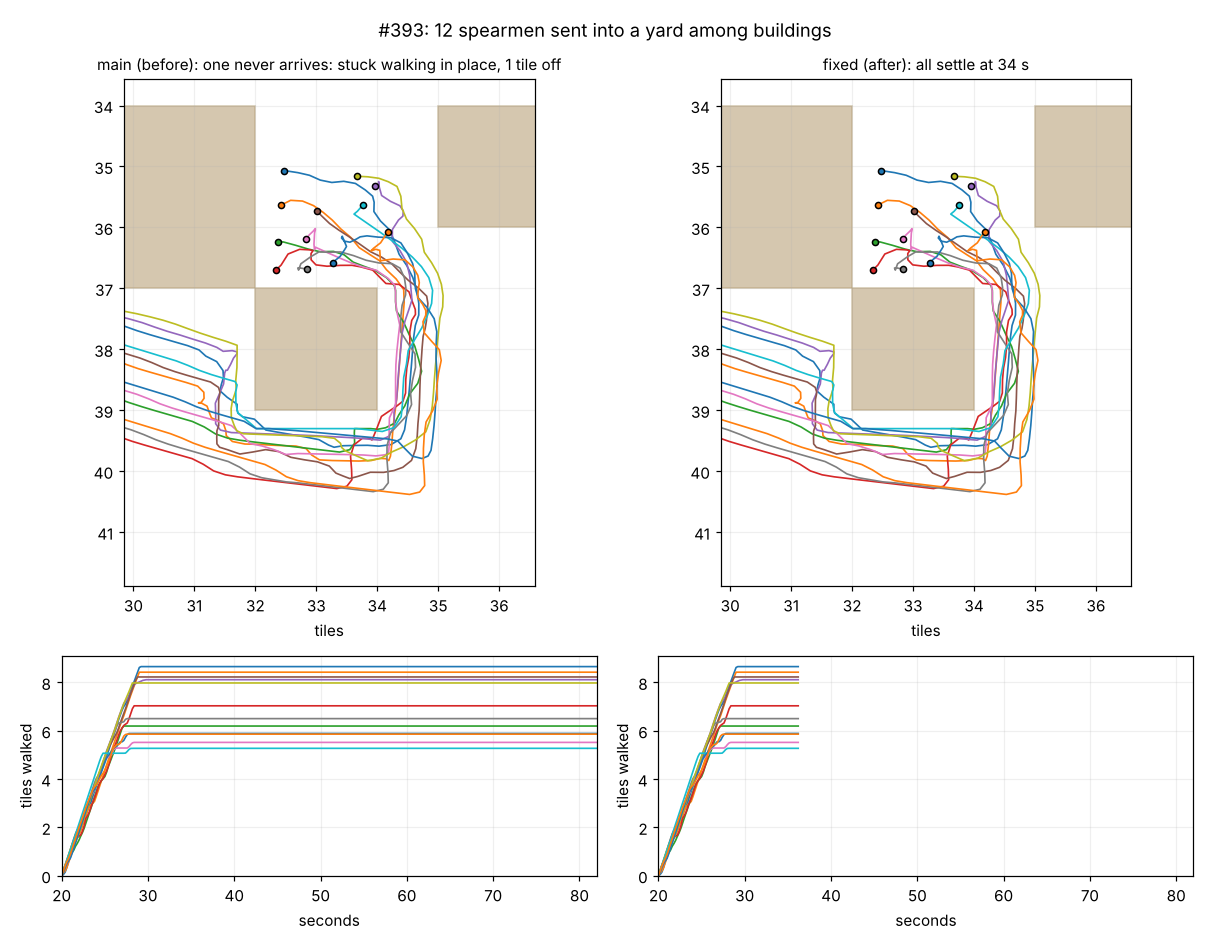 #393: 12 spearmen sent into a yard among buildings
main (before): one never arrives: stuck walking in place, 1 tile off
fixed (after): all settle at 34 s
34
35
36
37
38
39
40
41
30 31 32 33 34 35 36
tiles
34
35
36
37
38
39
40
41
30 31 32 33 34 35 36
tiles
tiles walked
8
6
4
2
0
20 30 40 50 60 70 80
seconds
tiles walked
8
6
4
2
0
20 30 40 50 60 70 80
seconds